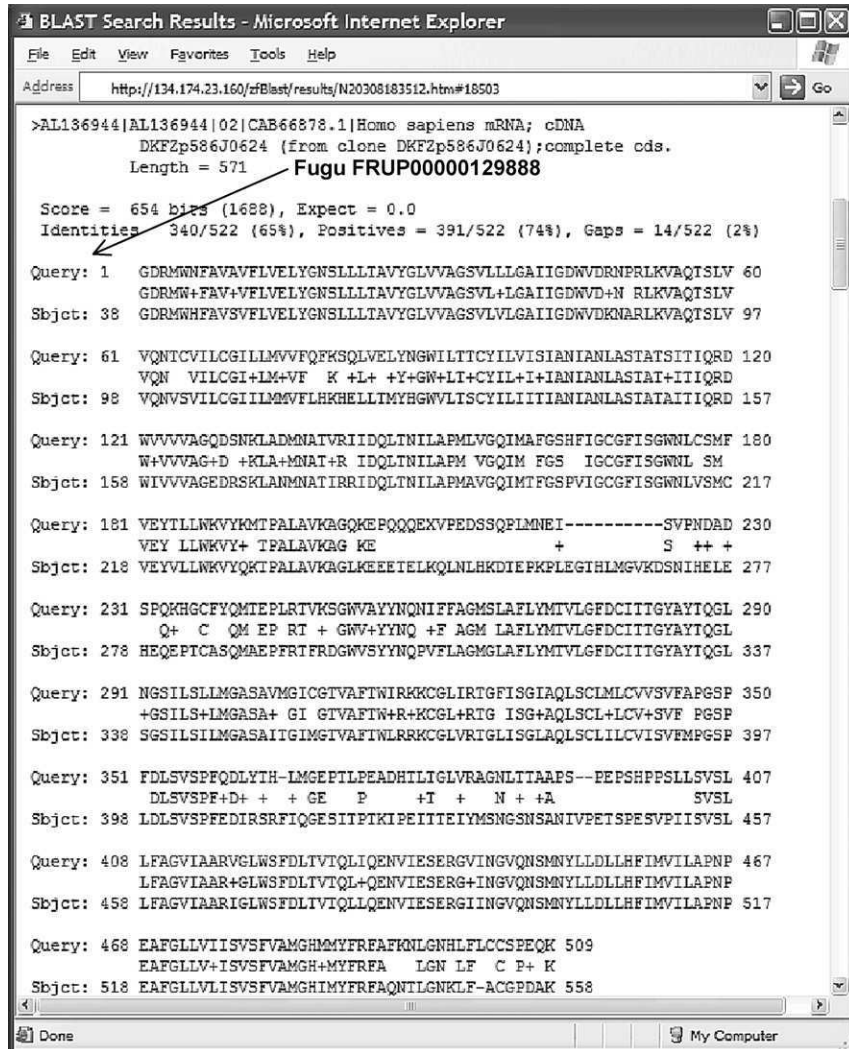 BLAST Search Results - Microsoft Internet Explorer
File Edit View Favorites Tools Help
Address http://134.174.23.160/zfBlast/results/N20308183512.htm#18503 Go
>AL136944|AL136944|02|CAB66878.1|Homo sapiens mRNA; cDNA
DKFZp586J0624 (from clone DKFZp586J0624);complete cds.
Length = 571 Fugu FRUP00000129888
Score = 654 bits (1688), Expect = 0.0
Identities 340/522 (65%), Positives = 391/522 (74%), Gaps = 14/522 (2%)
Query: 1 GDRMWNFAVAVFLVELYGNSLLLTAVYGLVVAGSVLLLGAIIGDWVDRNPRLKVAQTSLV 60
GDRMW+FAV+VFLVELYGNSLLLTAVYGLVVAGSVL+LGAIIGDWVD+N RLKVAQTSLV
Sbjct: 38 GDRMWHFAVSVFLVELYGNSLLLTAVYGLVVAGSVLVLGAIIGDWVDKNARLKVAQTSLV 97
Query: 61 VQNTCVILCGILLMVVFQFKSQLVELYNGWILTTCYILVISIANIANLASTATSITIQRD 120
VQN VILCGI+LM+VF K +L+ +Y+GW+LT+CYIL+I+IANIANLASTAT+ITIQRD
Sbjct: 98 VQNVSVILCGIILMMVFLHKHELLTMYHGWVLTSCYILIITIANIANLASTATAITIQRD 157
Query: 121 WVVVVAGQDSNKLADMNATVRIIDQLTNILAPMLVGQIMAFGSHFIGCGFISGWNLCSMF 180
W+VVVAG+D +KLA+MNAT+R IDQLTNILAPM VGQIM FGS IGCGFISGWNL SM
Sbjct: 158 WIVVVAGEDRSKLANMNATIRRIDQLTNILAPMAVGQIMTFGSPVIGCGFISGWNLVSMC 217
Query: 181 VEYTLLWKVYKMTPALAVKAGQKEPQQQEXVPEDSSQPLMNEI----------SVPNDAD 230
VEY LLWKVY+ TPALAVKAG KE + S ++ +
Sbjct: 218 VEYVLLWKVYQKTPALAVKAGLKEEETELKQLNLHKDTEPKPLEGTHLMGVKDSNIHELE 277
Query: 231 SPQKHGCFYQMTEPLRTVKSGWVAYYNQNIFFAGMSLAFLYMTVLGFDCITTGYAYTQGL 290
Q+ C QM EP RT + GWV+YYNQ +F AGM LAFLYMTVLGFDCITTGYAYTQGL
Sbjct: 278 HEQEPTCASQMAEPFRTFRDGWVSYYNQPVFLAGMGLAFLYMTVLGFDCITTGYAYTQGL 337
Query: 291 NGSILSLLMGASAVMGICGTVAFTWIRKKCGLIRTGFISGIAQLSCLMLCVVSVFAPGSP 350
+GSILS+LMGASA+ GI GTVAFTW+R+KCGL+RTG ISG+AQLSCL+LCV+SVF PGSP
Sbjct: 338 SGSILSILMGASAITGIMGTVAFTWLRRKCGLVRTGLISGLAQLSCLILCVISVFMPGSP 397
Query: 351 FDLSVSPFQDLYTH-LMGEPTLPEADHTLTGLVRAGNLTTAAPS--PEPSHPPSLLSVSL 407
DLSVSPF+D+ + + GE P +T + N + +A SVSL
Sbjct: 398 LDLSVSPFEDIRSRFIQGESITPTKIPEITTEIYMSNGSNSANIVPETSPESVPIISVSL 457
Query: 408 LFAGVIAARVGLWSFDLTVTQLIQENVIESERGVINGVQNSMNYLLDLLHFIMVILAPNP 467
LFAGVIAAR+GLWSFDLTVTQL+QENVIESERG+INGVQNSMNYLLDLLHFIMVILAPNP
Sbjct: 458 LFAGVIAARIGLWSFDLTVTQLLQENVIESERGIINGVQNSMNYLLDLLHFIMVILAPNP 517
Query: 468 EAFGLLVIISVSFVAMGHMMYFRFAFKNLGNHLFLCCSPEQK 509
EAFGLLV+ISVSFVAMGH+MYFRFA LGN LF C P+ K
Sbjct: 518 EAFGLLVLISVSFVAMGHIMYFRFAQNTLGNKLF-ACGPDAK 558
Done My Computer